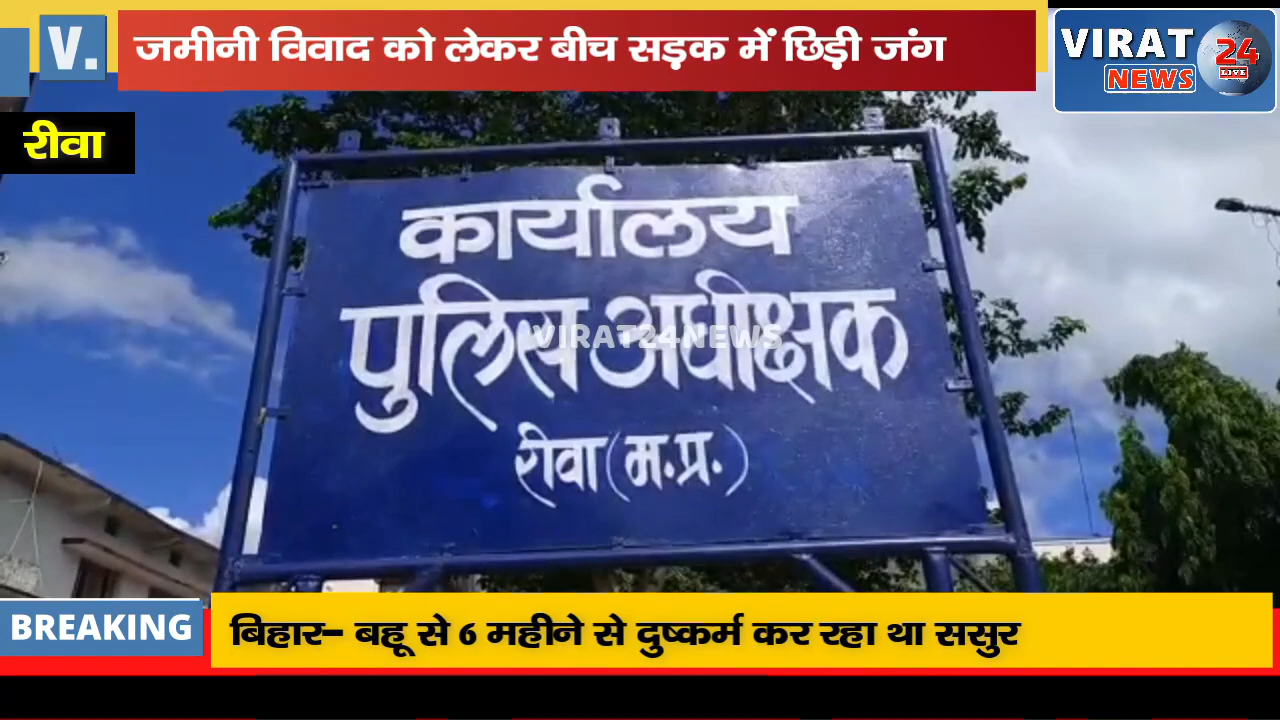 V.
जमीनी विवाद को लेकर बीच सड़क में छिड़ी जंग
VIRAT 24
NEWS LIVE
रीवा
कार्यालय
पुलिस अधीक्षक
VIRAT24NEWS
रीवा (म.प्र.)
BREAKING
बिहार- बहू से 6 महीने से दुष्कर्म कर रहा था ससुर